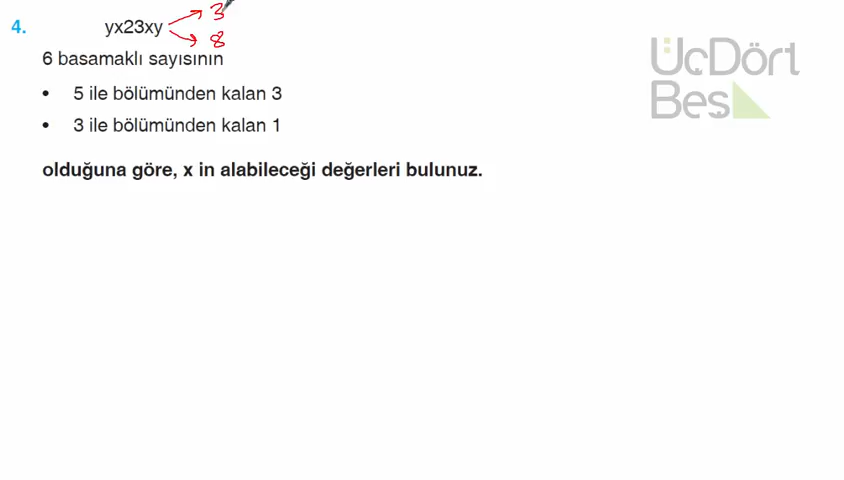 4. yx23xy 3
8
6 basamaklı sayısının
• 5 ile bölümünden kalan 3
• 3 ile bölümünden kalan 1
olduğuna göre, x in alabileceği değerleri bulunuz.
ÜçDört
Beş